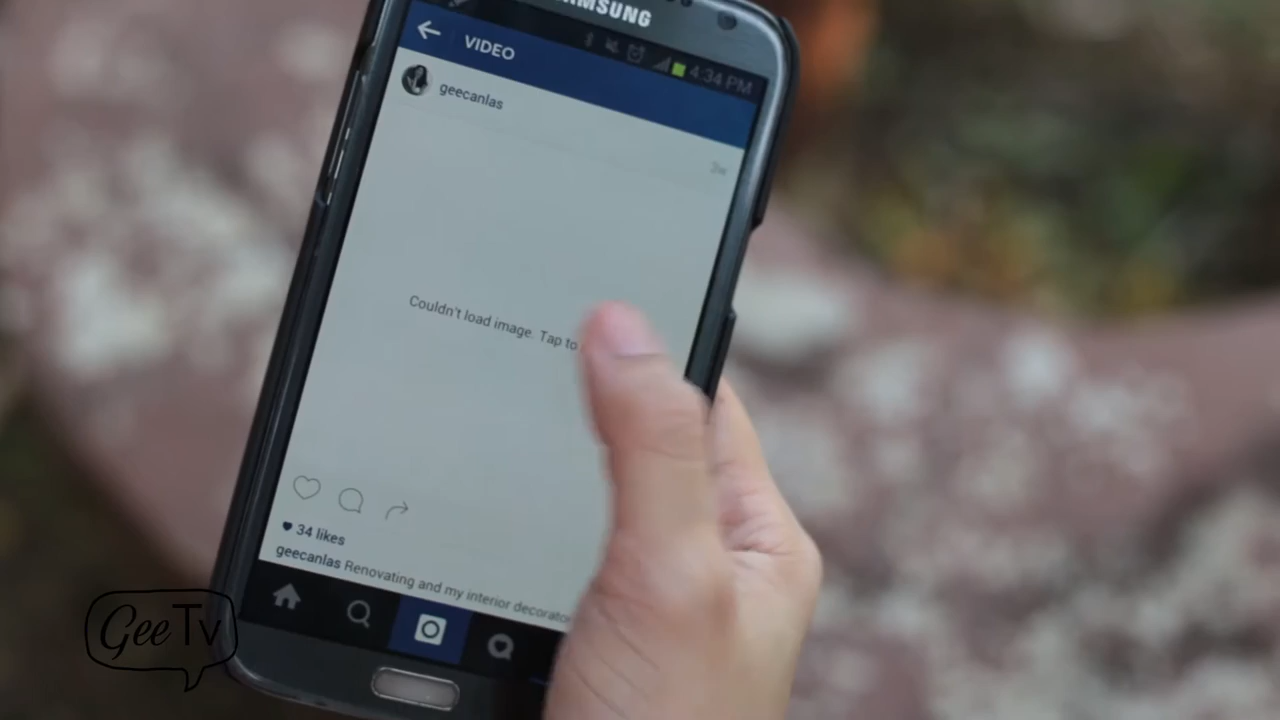 SAMSUNG
4:34 PM
VIDEO
geecanlas
Couldn't load image. Tap to
34 likes
geecanlas Renovating and my interior decorator
Gee Tv